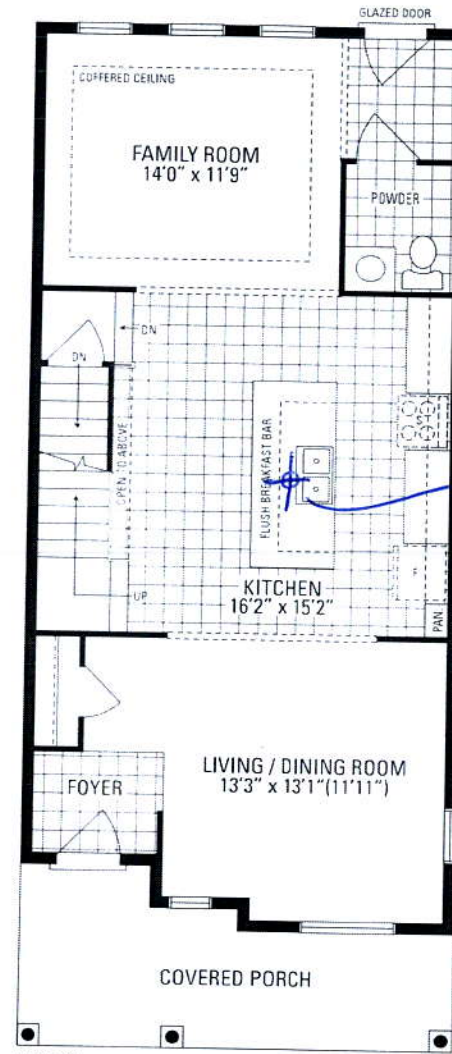 GLAZED DOOR
COFFERED CEILING
FAMILY ROOM
14'0" x 11'9"
POWDER
DN
DN
OPEN TO ABOVE
FLUSH BREAKFAST BAR
UP
KITCHEN
16'2" x 15'2"
PAN.
LIVING / DINING ROOM
13'3" x 13'1"(11'11")
FOYER
COVERED PORCH